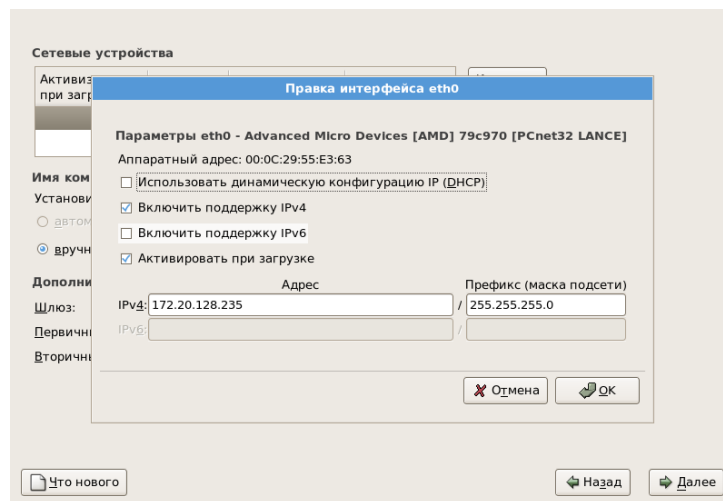 Сетевые устройства
Активиз
при загр
Правка интерфейса eth0
Параметры eth0 - Advanced Micro Devices [AMD] 79c970 [PCnet32 LANCE]
Аппаратный адрес: 00:0C:29:55:E3:63
Использовать динамическую конфигурацию IP (DHCP)
Имя ком
Установи
Включить поддержку IPv4
автом
Включить поддержку IPv6
вручн
Активировать при загрузке
Дополни
Адрес
Префикс (маска подсети)
Шлюз:
IPv4: 172.20.128.235 / 255.255.255.0
Первичн
IPv6: /
Вторичнь
Отмена
OK
Что нового
Назад
Далее